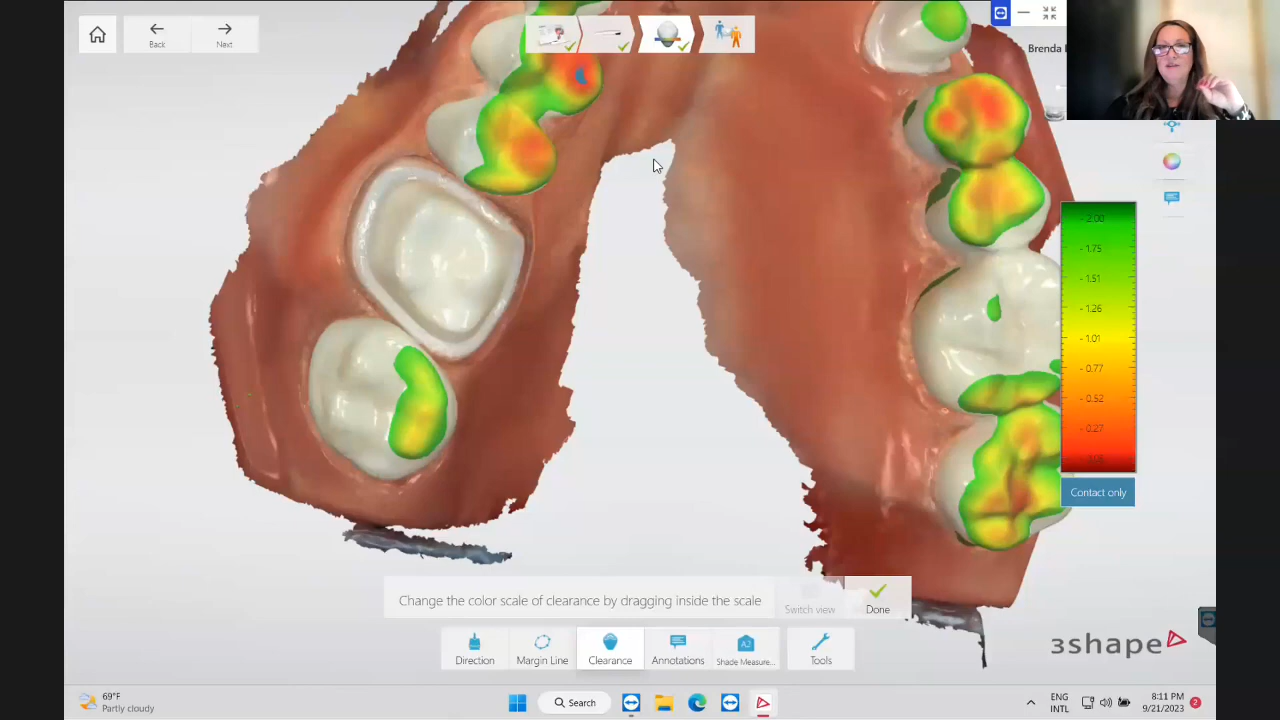 Back
Next
Brenda
2.00
1.75
1.51
1.26
1.01
0.77
0.52
0.27
Contact only
Change the color scale of clearance by dragging inside the scale
Switch view
Done
Direction
Margin Line
Clearance
Annotations
A2
Shade Measure...
Tools
3shape
69°F
Partly cloudy
Search
ENG
INTL
8:11 PM
9/21/2023
2